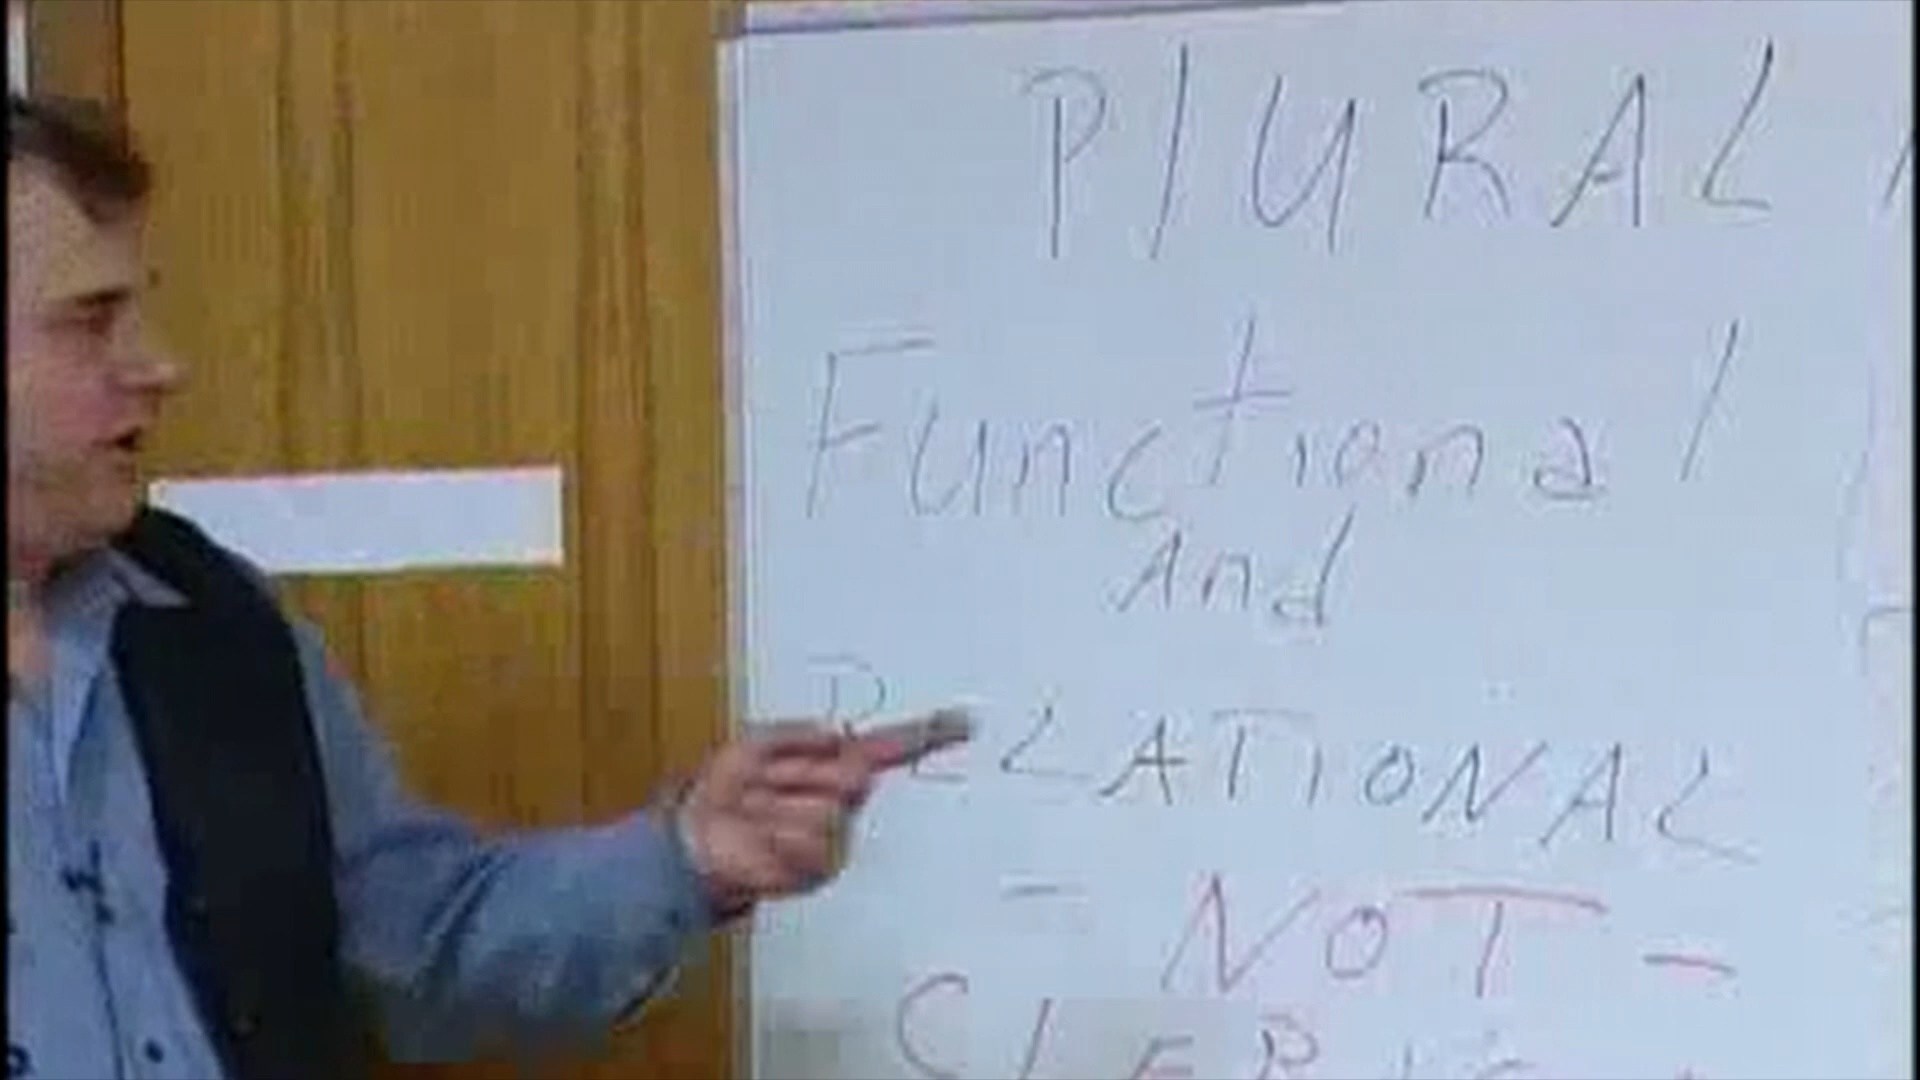 PlURAL
Functional
And
RELATIONAL
- NOT -